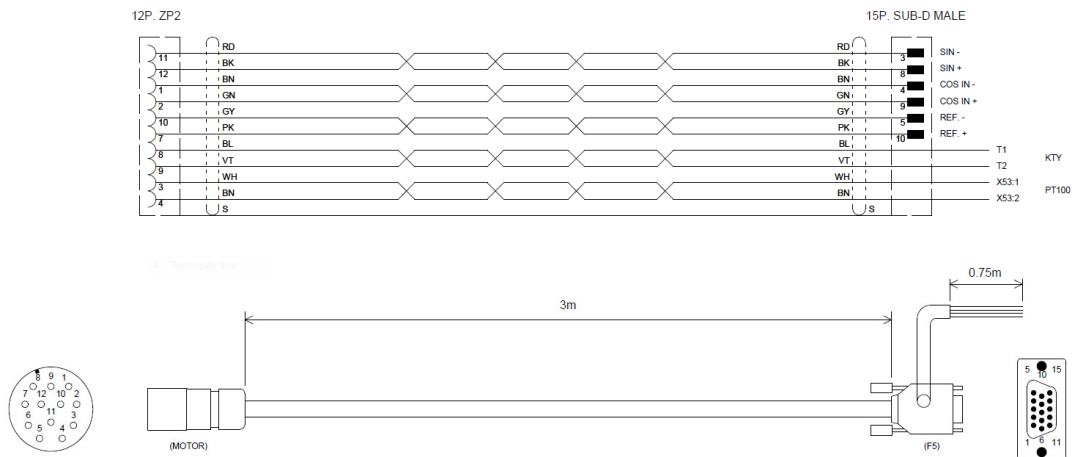 12P. ZP2 15P. SUB-D MALE
11 RD RD 3 SIN -
12 BK BK 8 SIN +
1 BN BN 4 COS IN -
2 GN GN 9 COS IN +
10 GY GY 5 REF. -
7 PK PK 10 REF. +
8 BL BL T1
9 VT VT T2
KTY
3 WH WH X53:1
4 BN BN X53:2
PT100
S S
0.75m
3m
8 9 1
7 12 10 2
11
6 3
5 4
5 10 15
1 6 11
(MOTOR) (F5)